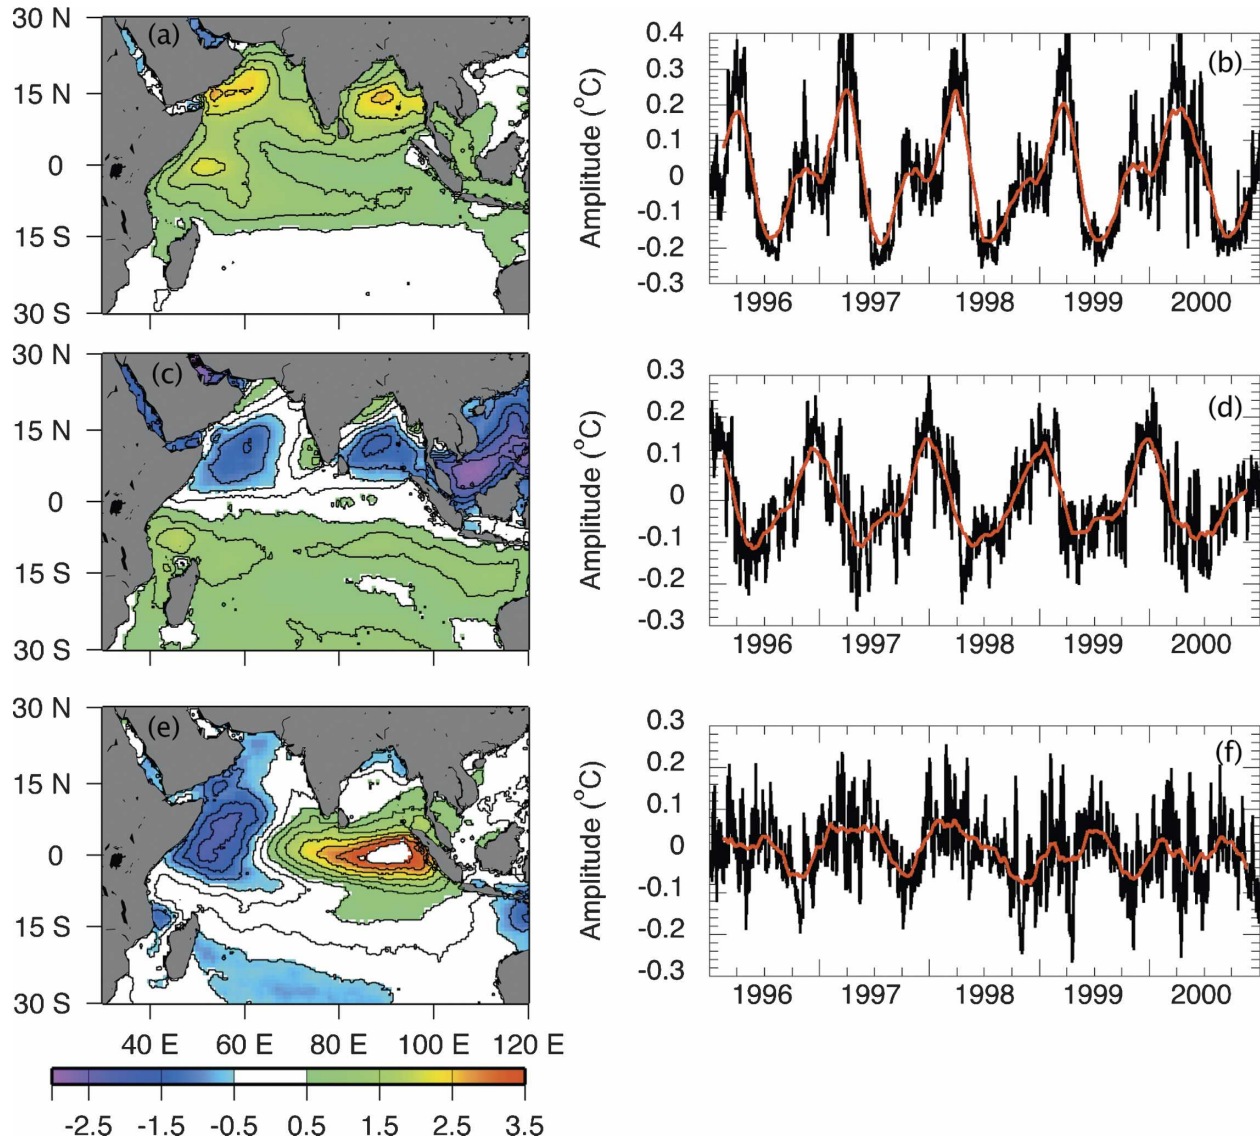 30 N
(a)
15 N
0
15 S
30 S
0.4
0.3
0.2
0.1
0
-0.1
-0.2
-0.3
Amplitude (°C)
(b)
1996 1997 1998 1999 2000
30 N
(c)
15 N
0
15 S
30 S
0.3
0.2
0.1
0
-0.1
-0.2
-0.3
Amplitude (°C)
(d)
1996 1997 1998 1999 2000
30 N
(e)
15 N
0
15 S
30 S
40 E 60 E 80 E 100 E 120 E
0.3
0.2
0.1
0
-0.1
-0.2
-0.3
Amplitude (°C)
(f)
1996 1997 1998 1999 2000
-2.5 -1.5 -0.5 0.5 1.5 2.5 3.5